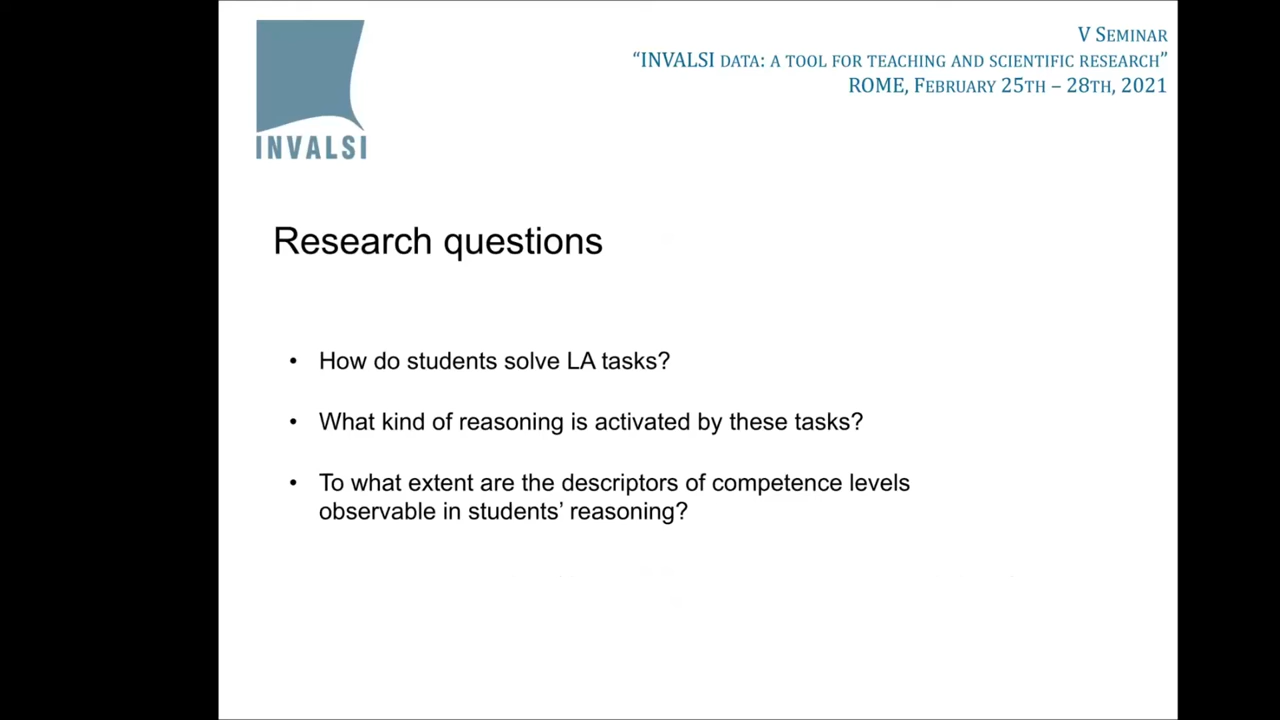 INVALSI
V SEMINAR
“INVALSI DATA: A TOOL FOR TEACHING AND SCIENTIFIC RESEARCH”
ROME, FEBRUARY 25TH – 28TH, 2021
Research questions
• How do students solve LA tasks?
• What kind of reasoning is activated by these tasks?
• To what extent are the descriptors of competence levels
observable in students’ reasoning?